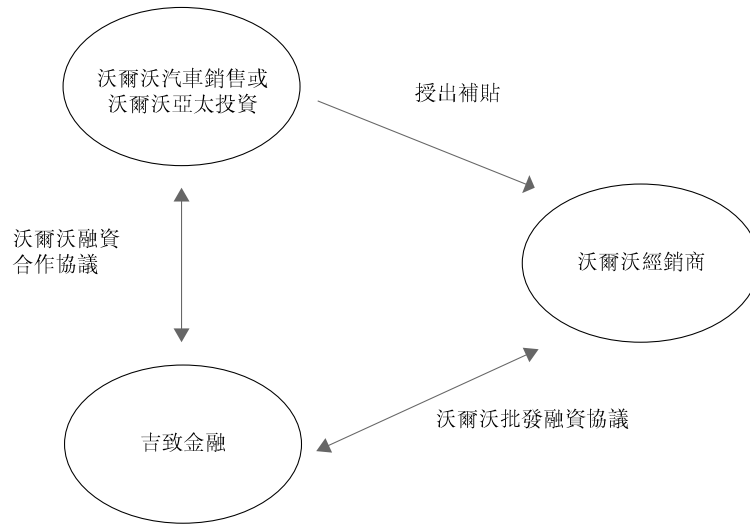 沃爾沃汽車銷售或
沃爾沃亞太投資
授出補貼
沃爾沃融資
合作協議
沃爾沃經銷商
沃爾沃批發融資協議
吉致金融